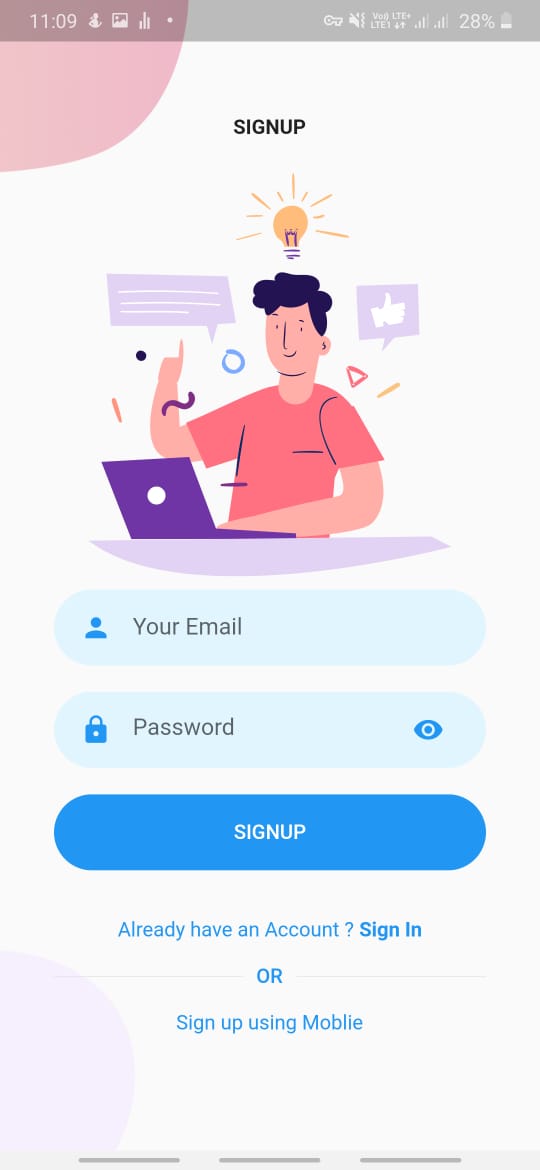 11:09 Vo)) LTE+ LTE1 28%
SIGNUP
Your Email
Password
SIGNUP
Already have an Account ? Sign In
OR
Sign up using Moblie